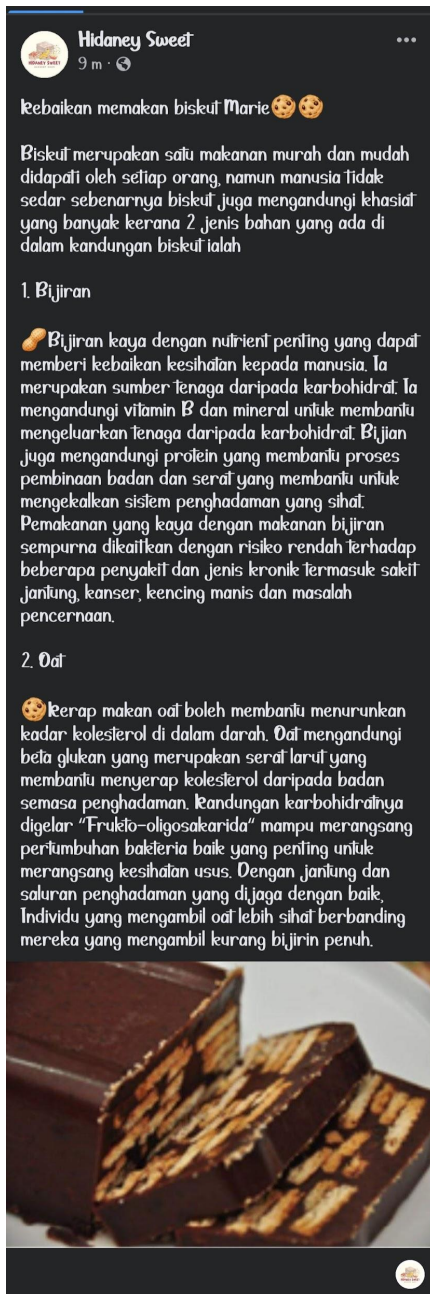 Hidaney Sweet
9 m
Kebaikan memakan biskut Marie
Biskut merupakan satu makanan murah dan mudah
didapati oleh setiap orang, namun manusia tidak
sedar sebenarnya biskut juga mengandungi khasiat
yang banyak kerana 2 jenis bahan yang ada di
dalam kandungan biskut ialah
1. Bijiran
Bijiran kaya dengan nutrient penting yang dapat
memberi kebaikan kesihatan kepada manusia. Ia
merupakan sumber tenaga daripada karbohidrat. Ia
mengandungi vitamin B dan mineral untuk membantu
mengeluarkan tenaga daripada karbohidrat. Bijian
juga mengandungi protein yang membantu proses
pembinaan badan dan serat yang membantu untuk
mengekalkan sistem penghadaman yang sihat.
Pemakanan yang kaya dengan makanan bijiran
sempurna dikaitkan dengan risiko rendah terhadap
beberapa penyakit dan jenis kronik termasuk sakit
jantung, kanser, kencing manis dan masalah
pencernaan.
2. Oat
Kerap makan oat boleh membantu menurunkan
kadar kolesterol di dalam darah. Oat mengandungi
beta glukan yang merupakan serat larut yang
membantu menyerap kolesterol daripada badan
semasa penghadaman. Kandungan karbohidratnya
digelar "Frukto-oligosakarida" mampu merangsang
pertumbuhan bakteria baik yang penting untuk
merangsang kesihatan usus. Dengan jantung dan
saluran penghadaman yang dijaga dengan baik,
Individu yang mengambil oat lebih sihat berbanding
mereka yang mengambil kurang bijirin penuh.